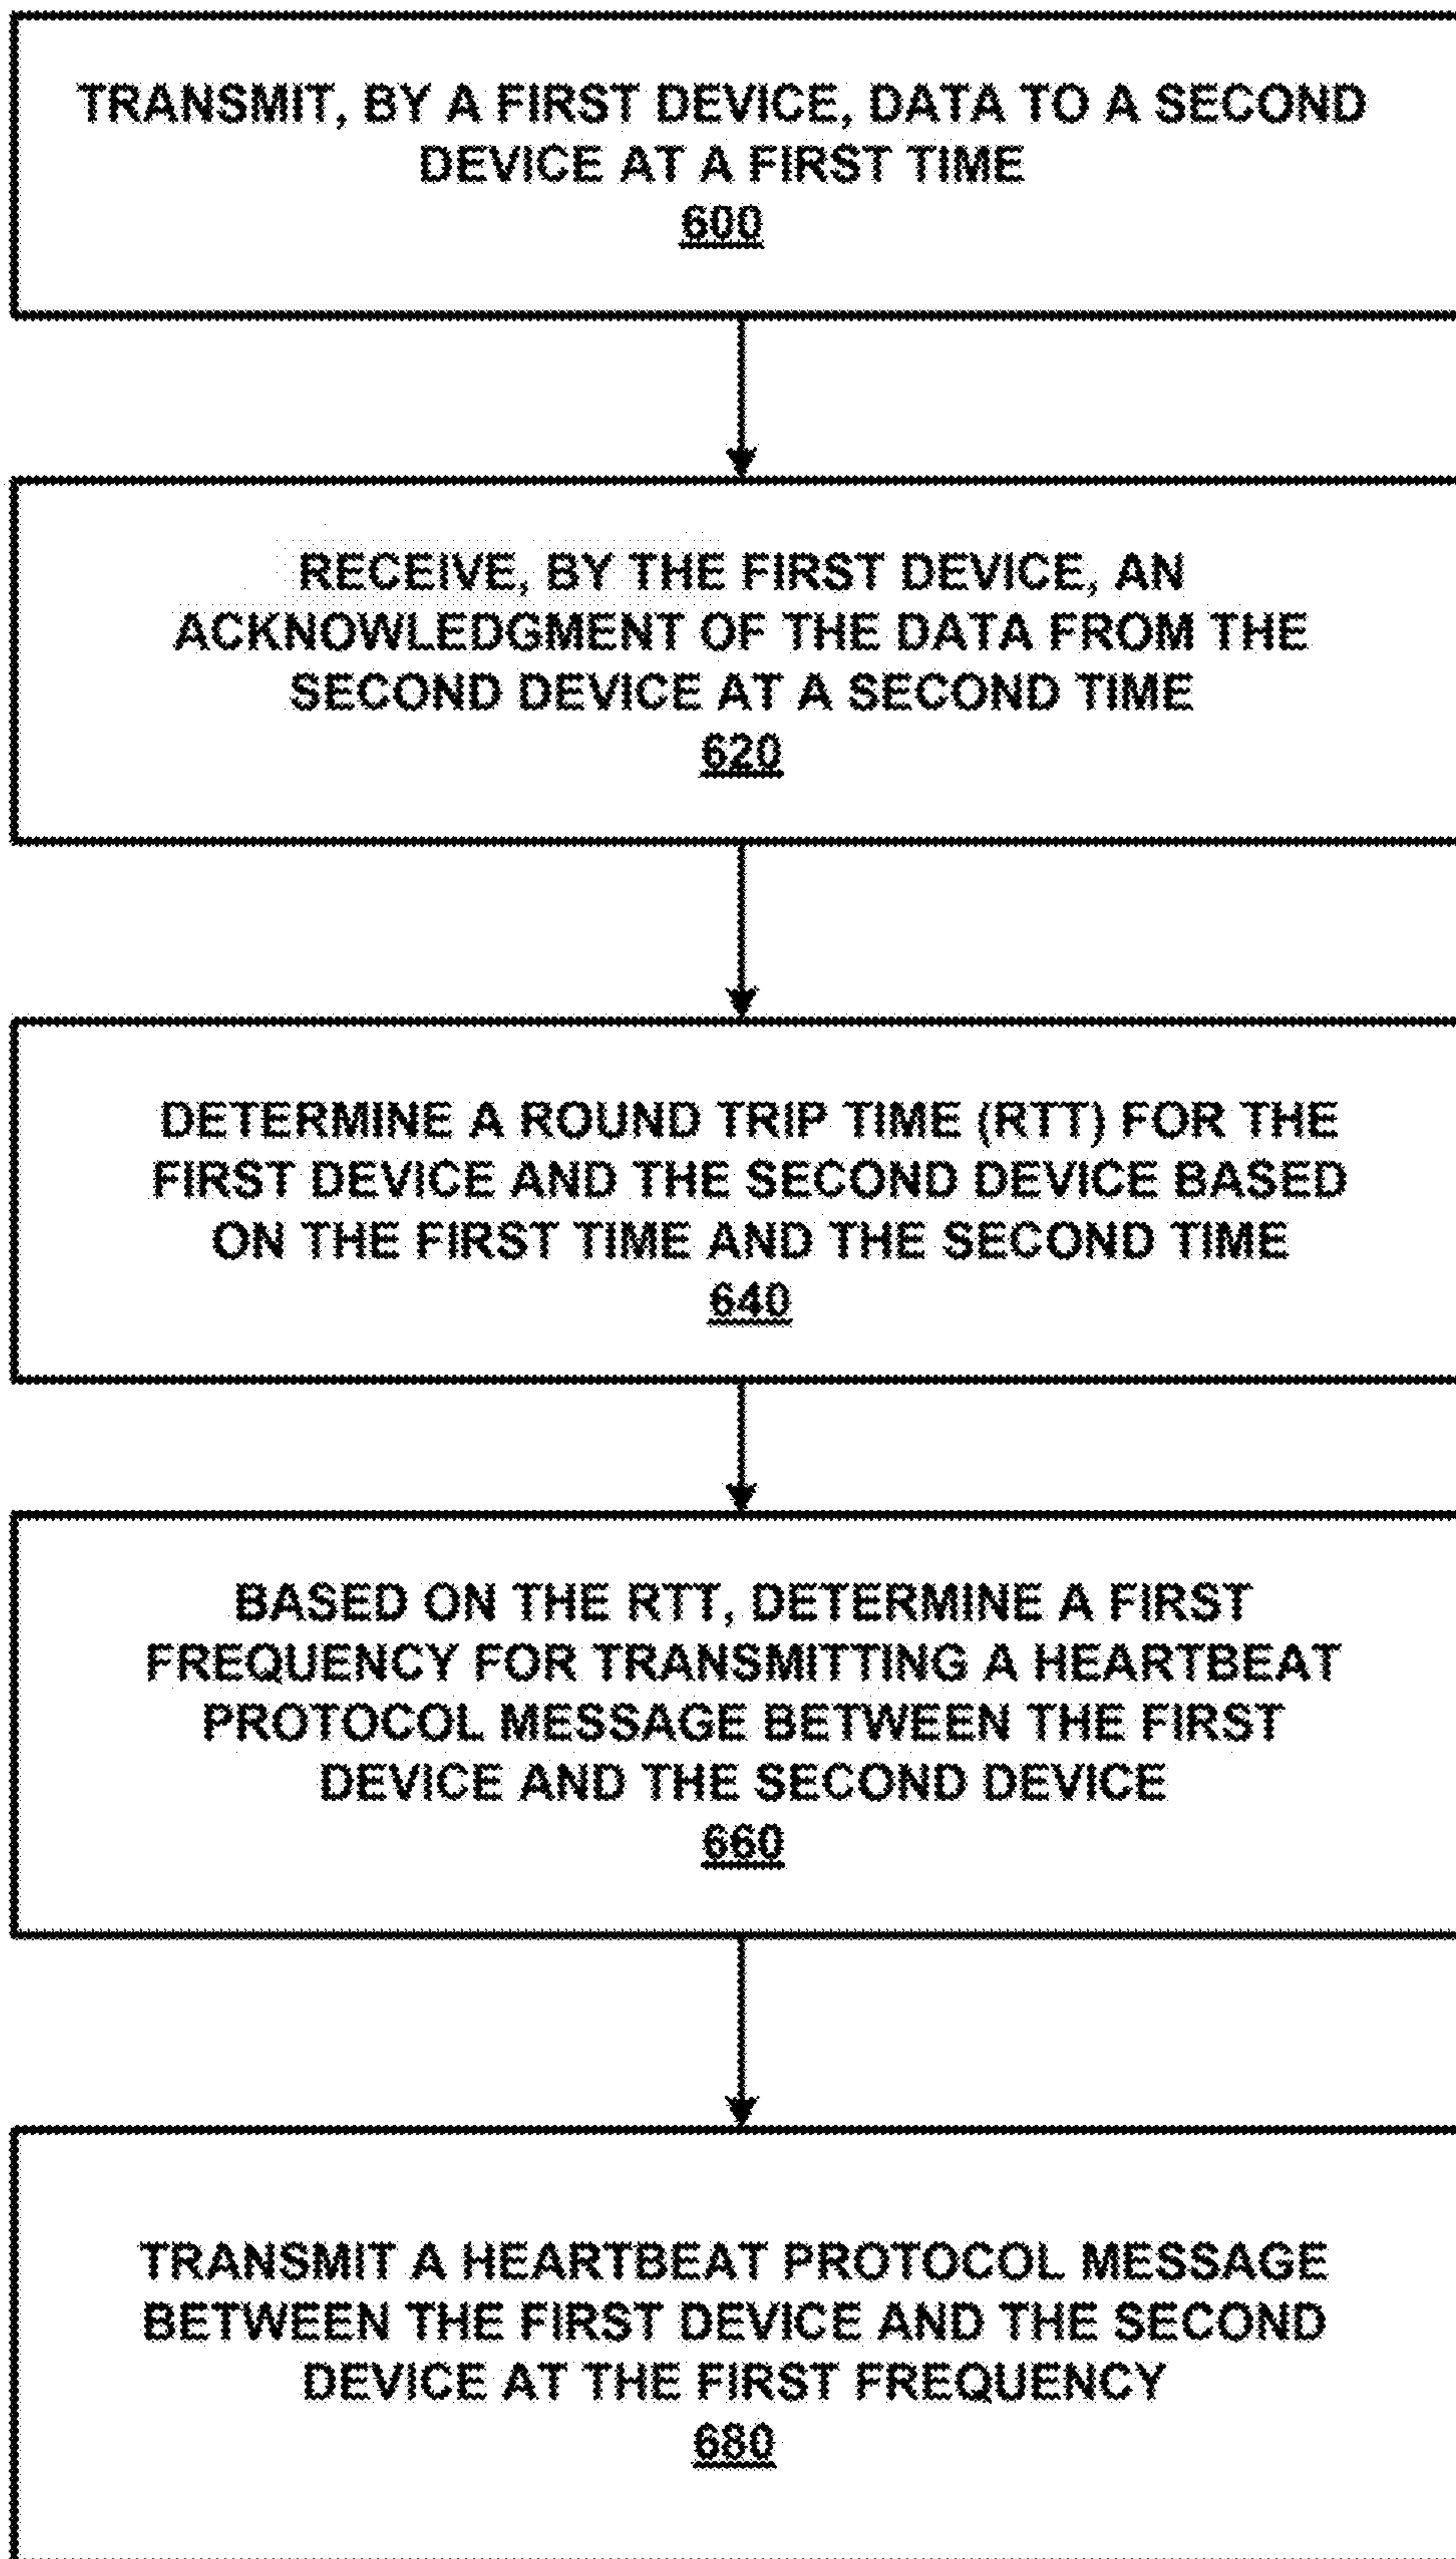 TRANSMIT, BY A FIRST DEVICE, DATA TO A SECOND
DEVICE AT A FIRST TIME
600
RECEIVE, BY THE FIRST DEVICE, AN
ACKNOWLEDGMENT OF THE DATA FROM THE
SECOND DEVICE AT A SECOND TIME
620
DETERMINE A ROUND TRIP TIME (RTT) FOR THE
FIRST DEVICE AND THE SECOND DEVICE BASED
ON THE FIRST TIME AND THE SECOND TIME
640
BASED ON THE RTT, DETERMINE A FIRST
FREQUENCY FOR TRANSMITTING A HEARTBEAT
PROTOCOL MESSAGE BETWEEN THE FIRST
DEVICE AND THE SECOND DEVICE
660
TRANSMIT A HEARTBEAT PROTOCOL MESSAGE
BETWEEN THE FIRST DEVICE AND THE SECOND
DEVICE AT THE FIRST FREQUENCY
680